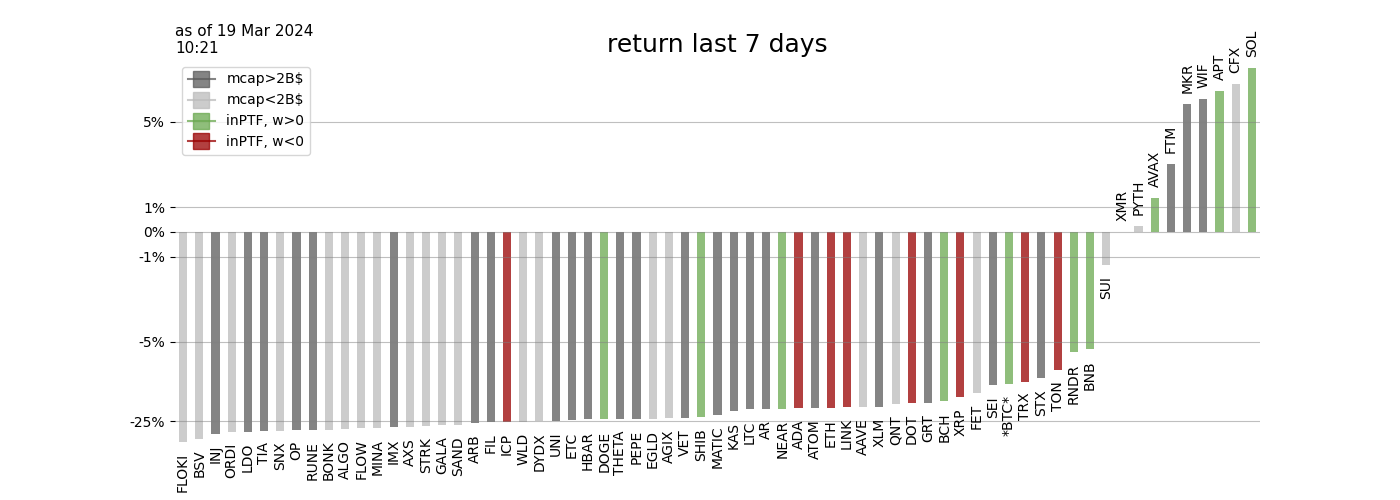 as of 19 Mar 2024
10:21
return last 7 days
mcap>2B$
mcap<2B$
inPTF, w>0
inPTF, w<0
5%
1%
0%
-1%
-5%
-25%
FLOKI
BSV
INJ
ORDI
LDO
TIA
SNX
OP
RUNE
BONK
ALGO
FLOW
MINA
IMX
AXS
STRK
GALA
SAND
ARB
FIL
ICP
WLD
DYDX
UNI
ETC
HBAR
DOGE
THETA
PEPE
EGLD
AGIX
VET
SHIB
MATIC
KAS
LTC
AR
NEAR
ADA
ATOM
ETH
LINK
AAVE
XLM
QNT
DOT
GRT
BCH
XRP
FET
SEI
*BTC*
TRX
STX
TON
RNDR
BNB
SUI
XMR
PYTH
AVAX
FTM
MKR
WIF
APT
CFX
SOL